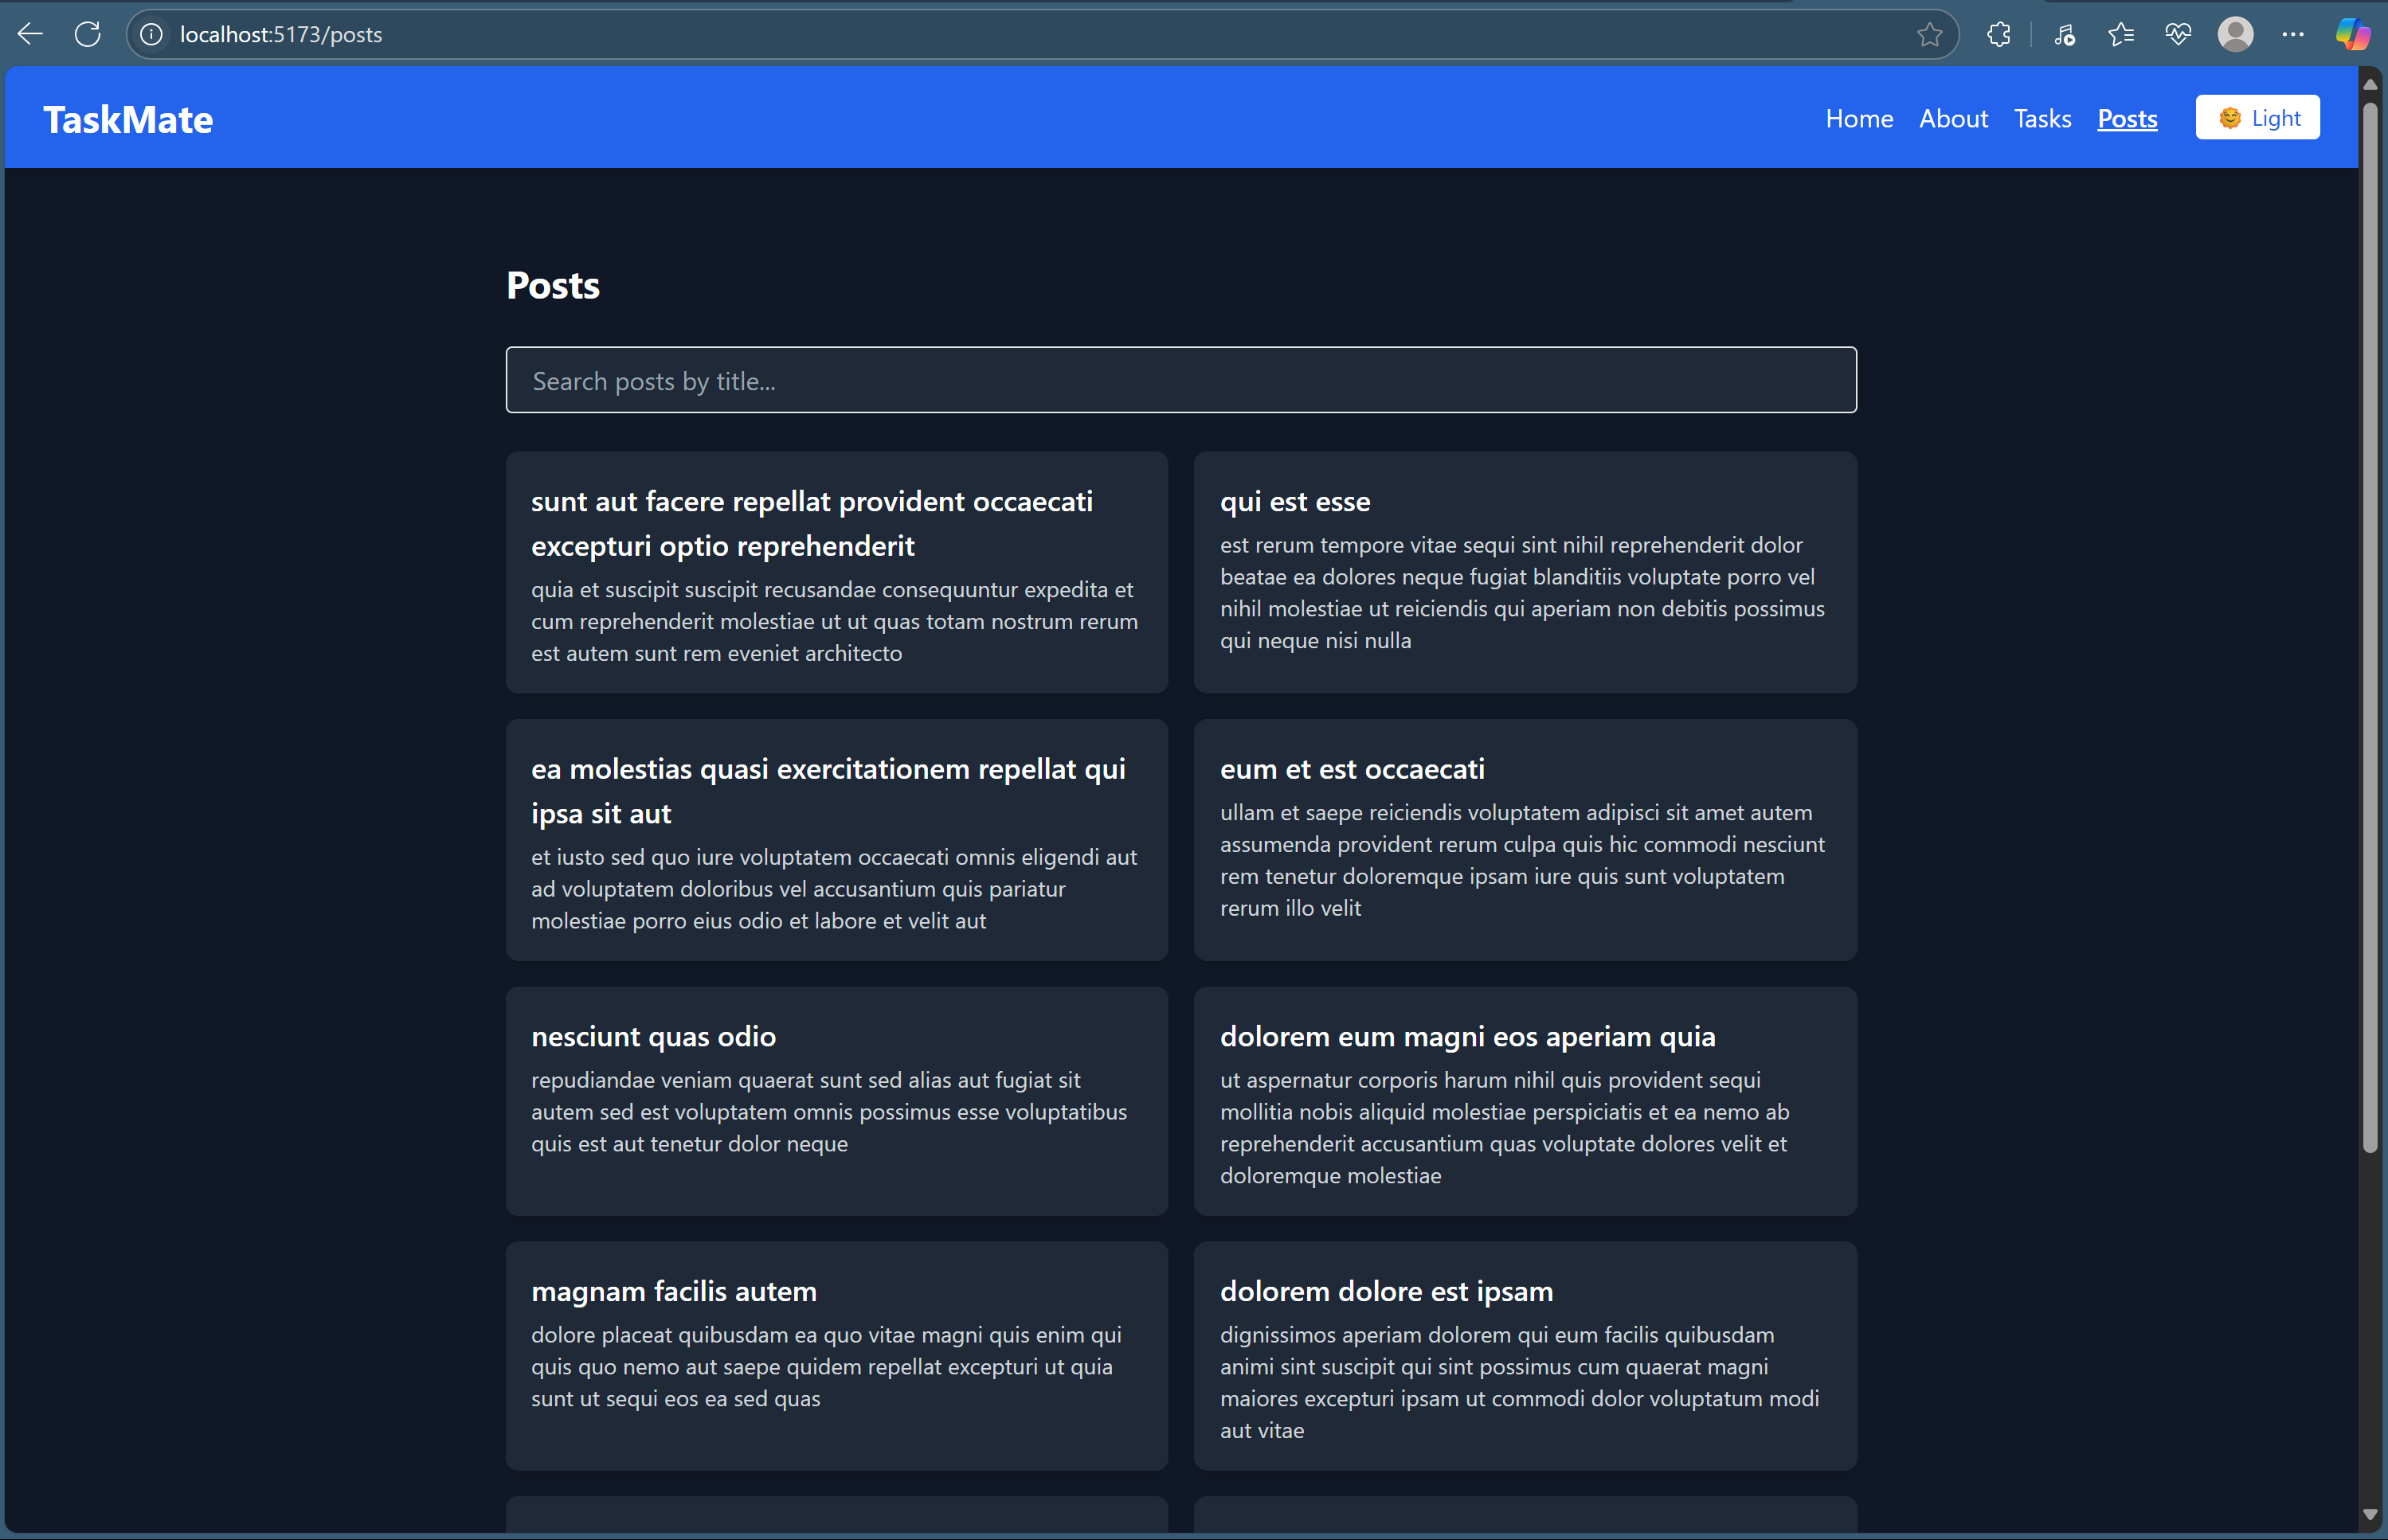 localhost:5173/posts
TaskMate
Home About Tasks Posts 🌞 Light
Posts
Search posts by title...
sunt aut facere repellat provident occaecati
excepturi optio reprehenderit
quia et suscipit suscipit recusandae consequuntur expedita et
cum reprehenderit molestiae ut ut quas totam nostrum rerum
est autem sunt rem eveniet architecto
qui est esse
est rerum tempore vitae sequi sint nihil reprehenderit dolor
beatae ea dolores neque fugiat blanditiis voluptate porro vel
nihil molestiae ut reiciendis qui aperiam non debitis possimus
qui neque nisi nulla
ea molestias quasi exercitationem repellat qui
ipsa sit aut
et iusto sed quo iure voluptatem occaecati omnis eligendi aut
ad voluptatem doloribus vel accusantium quis pariatur
molestiae porro eius odio et labore et velit aut
eum et est occaecati
ullam et saepe reiciendis voluptatem adipisci sit amet autem
assumenda provident rerum culpa quis hic commodi nesciunt
rem tenetur doloremque ipsam iure quis sunt voluptatem
rerum illo velit
nesciunt quas odio
repudiandae veniam quaerat sunt sed alias aut fugiat sit
autem sed est voluptatem omnis possimus esse voluptatibus
quis est aut tenetur dolor neque
dolorem eum magni eos aperiam quia
ut aspernatur corporis harum nihil quis provident sequi
mollitia nobis aliquid molestiae perspiciatis et ea nemo ab
reprehenderit accusantium quas voluptate dolores velit et
doloremque molestiae
magnam facilis autem
dolore placeat quibusdam ea quo vitae magni quis enim qui
quis quo nemo aut saepe quidem repellat excepturi ut quia
sunt ut sequi eos ea sed quas
dolorem dolore est ipsam
dignissimos aperiam dolorem qui eum facilis quibusdam
animi sint suscipit qui sint possimus cum quaerat magni
maiores excepturi ipsam ut commodi dolor voluptatum modi
aut vitae